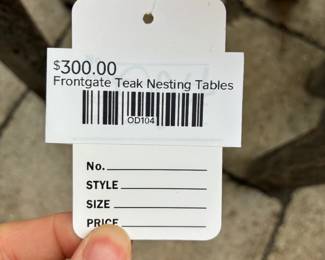 $300.00
Frontgate Teak Nesting Tables
OD104
No.
STYLE
SIZE
PRICE